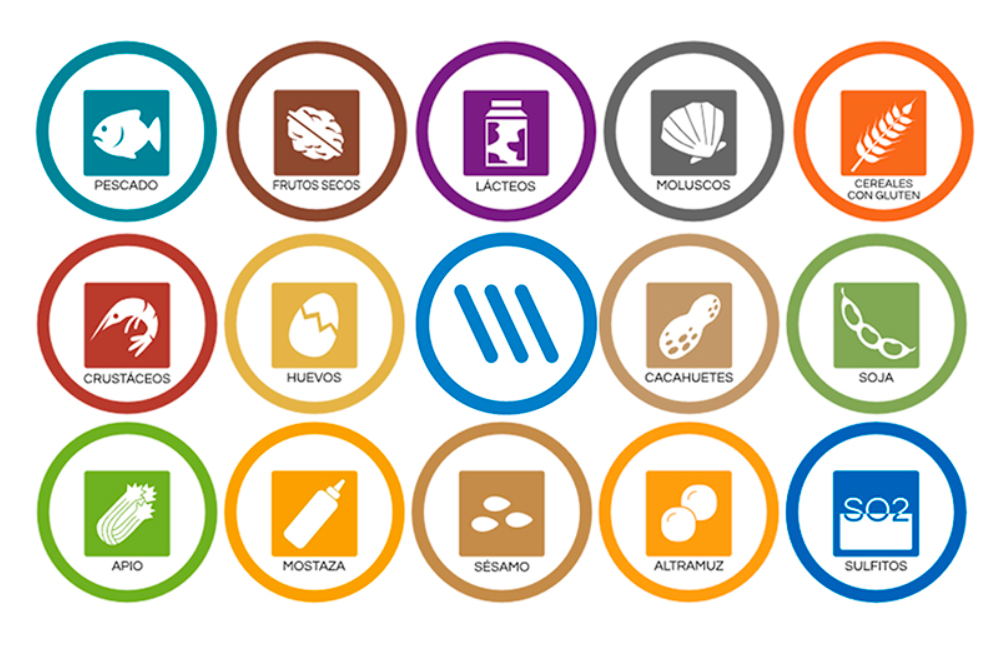 PESCADO
FRUTOS SECOS
LÁCTEOS
MOLUSCOS
CEREALES
CON GLUTEN
CRUSTÁCEOS
HUEVOS
CACAHUETES
SOJA
APIO
MOSTAZA
SÉSAMO
ALTRAMUZ
SO2
SULFITOS